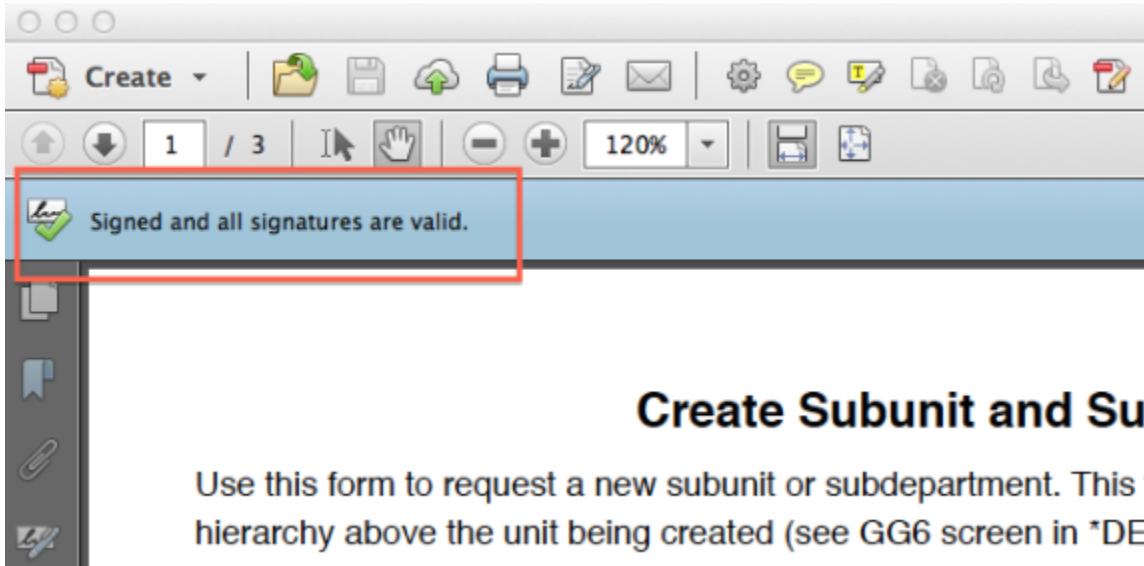 Create
1 / 3 120%
Signed and all signatures are valid.
Create Subunit and Su
Use this form to request a new subunit or subdepartment. This
hierarchy above the unit being created (see GG6 screen in *DE